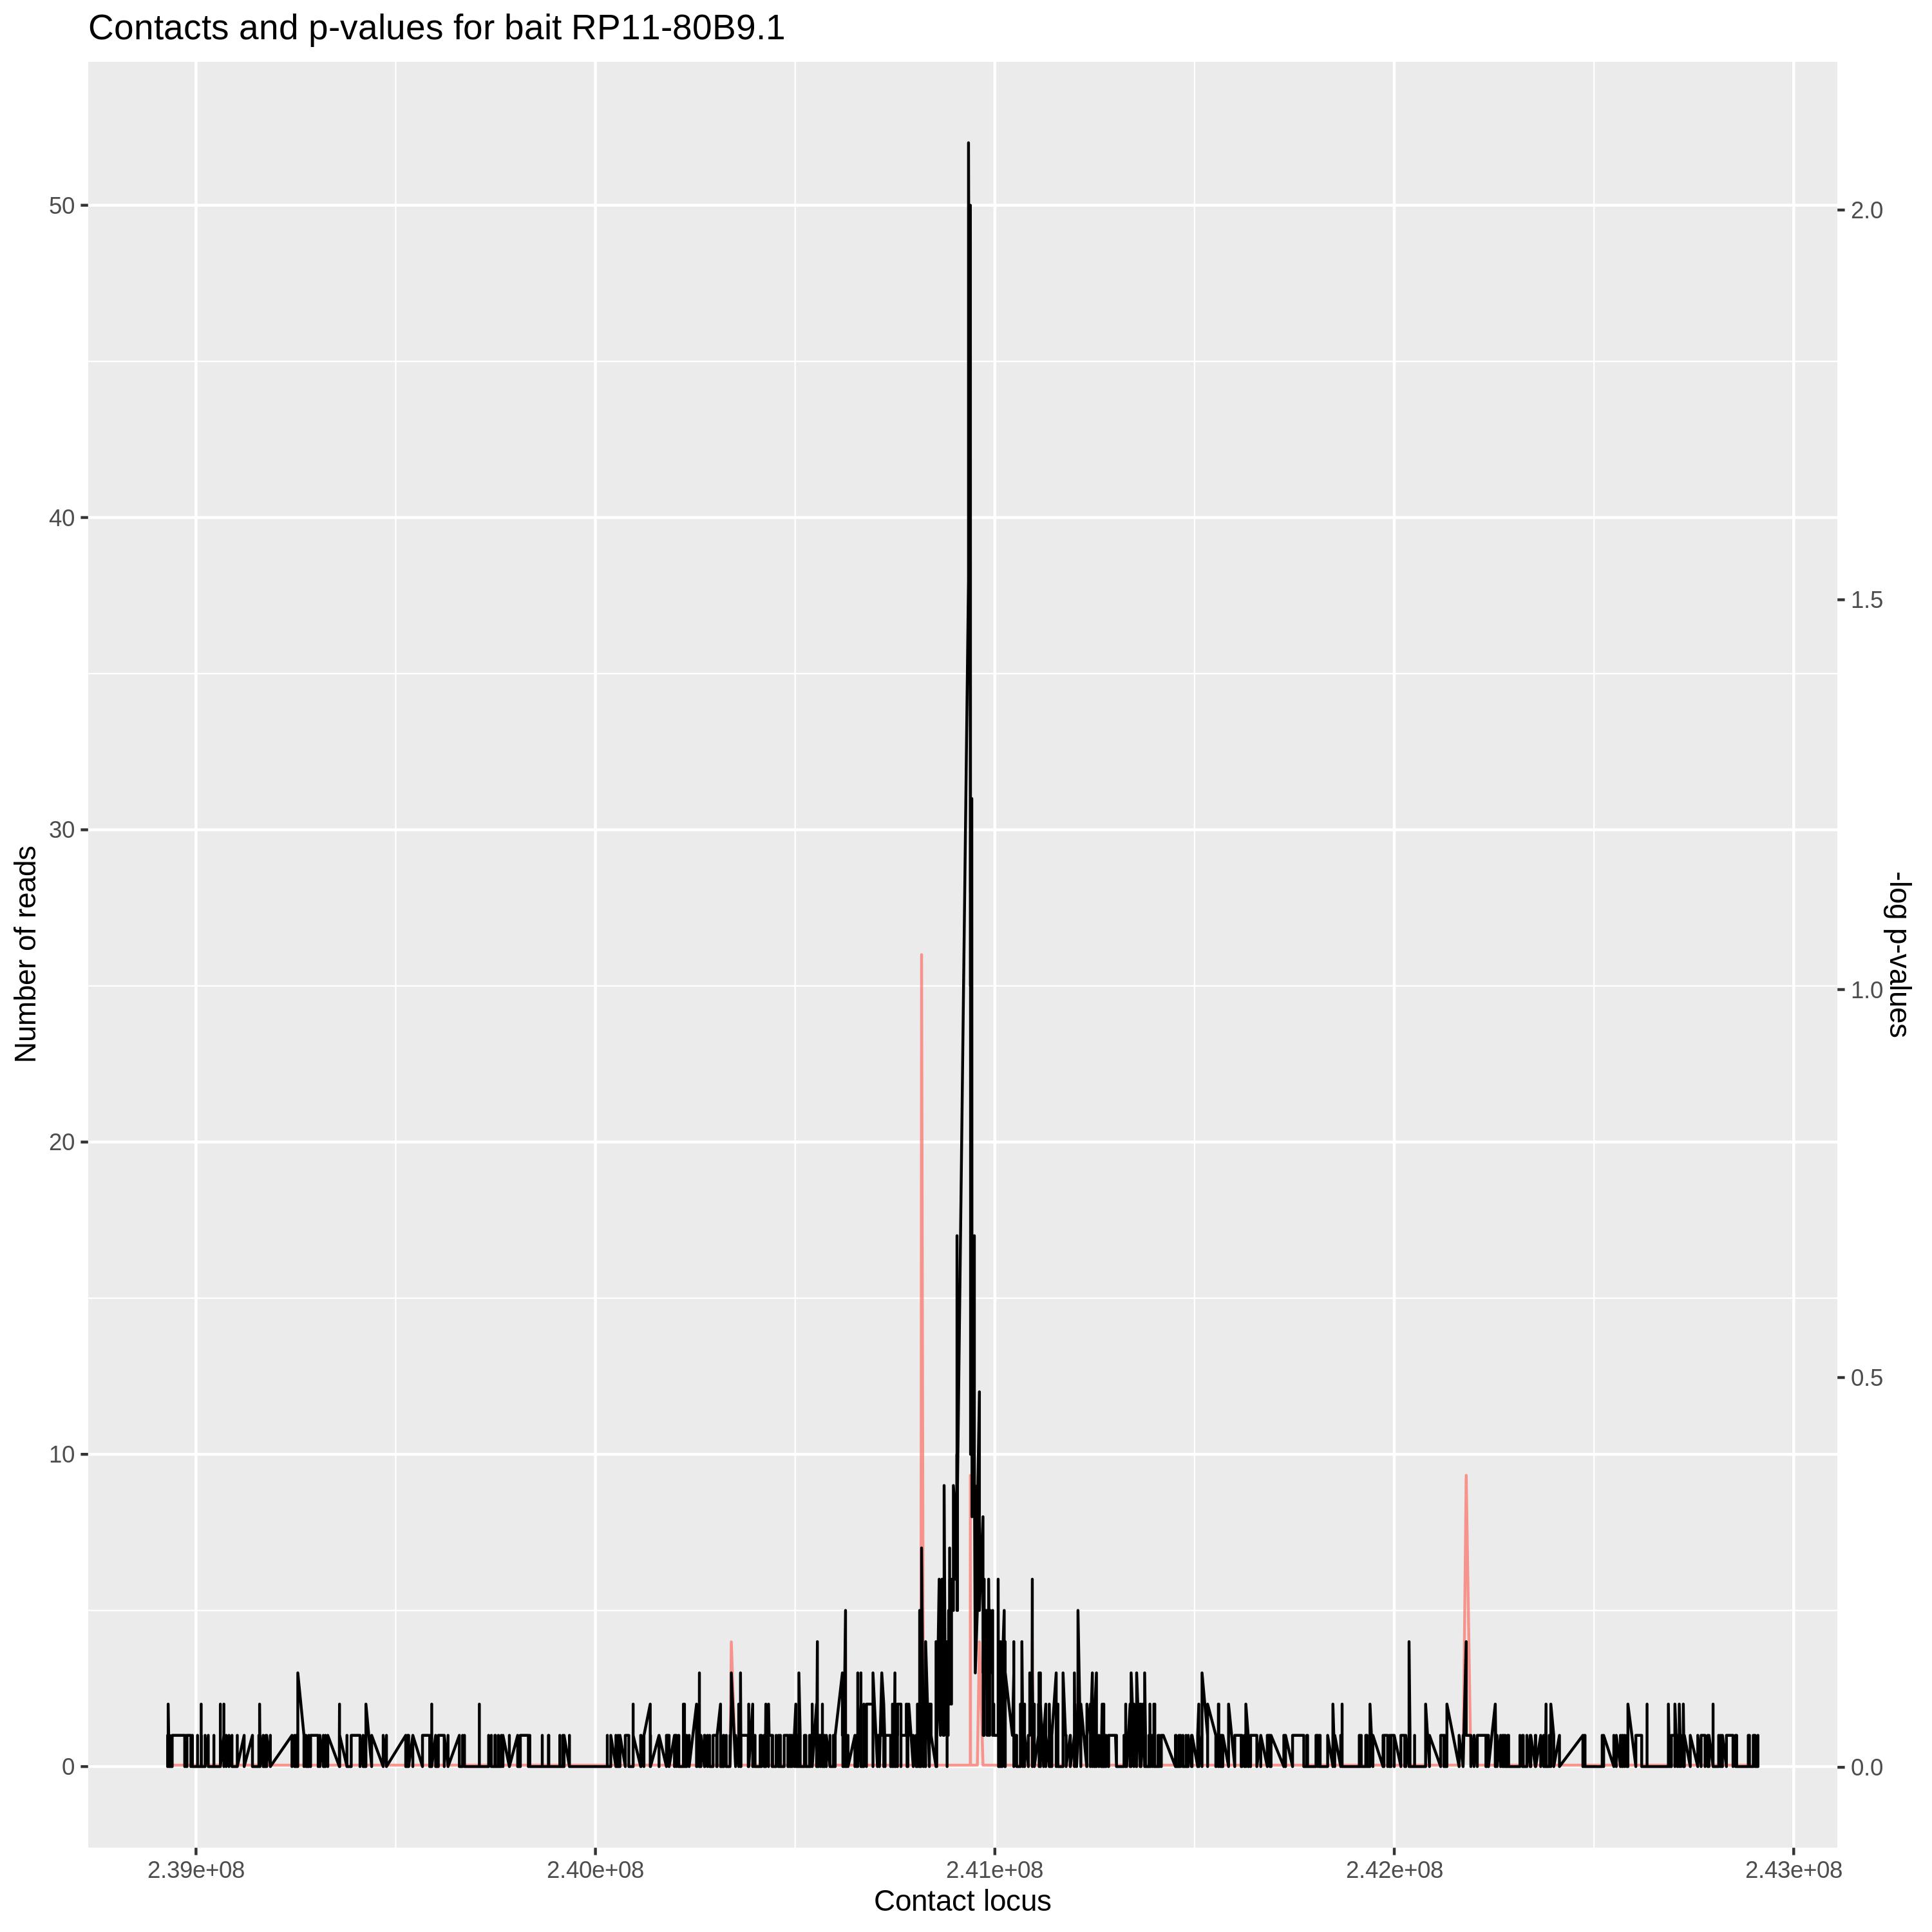 Contacts and p-values for bait RP11-80B9.1
50
40
30
20
10
0
Number of reads
2.0
1.5
1.0
0.5
0.0
-log p-values
2.39e+08
2.40e+08
2.41e+08
2.42e+08
2.43e+08
Contact locus